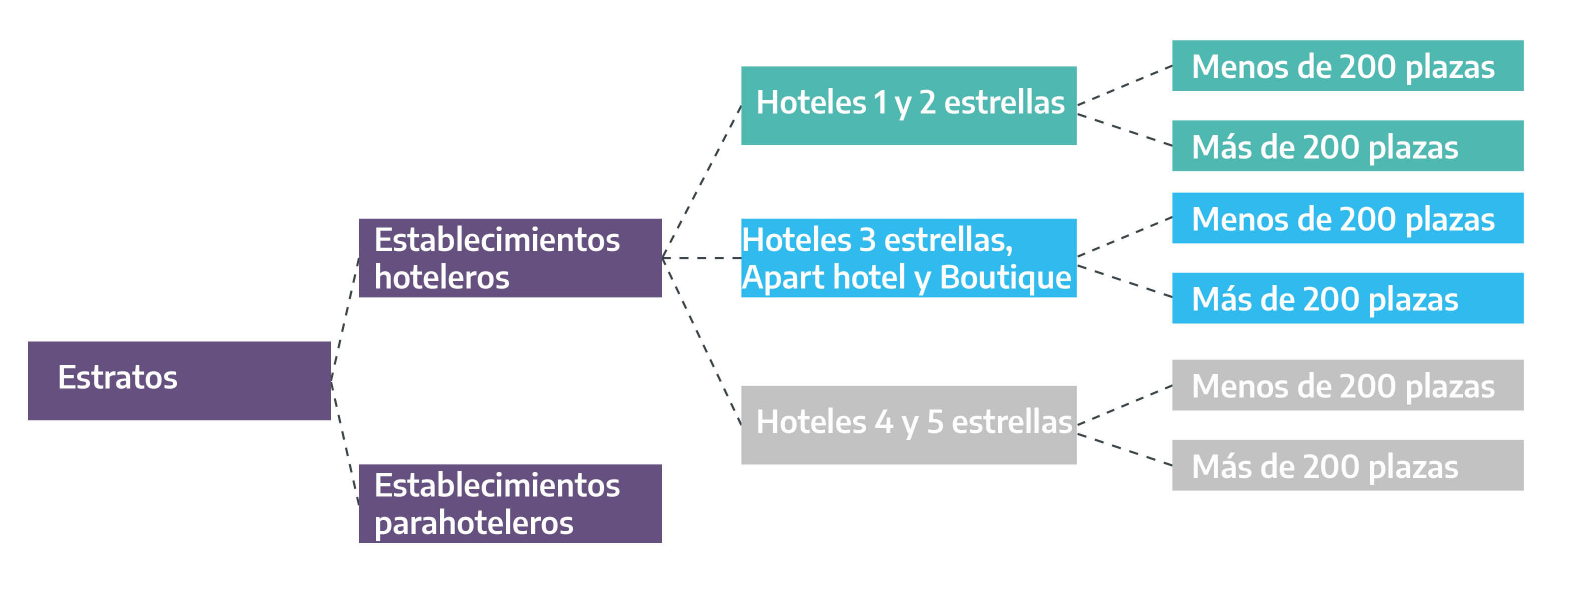 Estratos
Establecimientos
hoteleros
Establecimientos
parahoteleros
Hoteles 1 y 2 estrellas
Menos de 200 plazas
Más de 200 plazas
Hoteles 3 estrellas,
Apart hotel y Boutique
Menos de 200 plazas
Más de 200 plazas
Hoteles 4 y 5 estrellas
Menos de 200 plazas
Más de 200 plazas